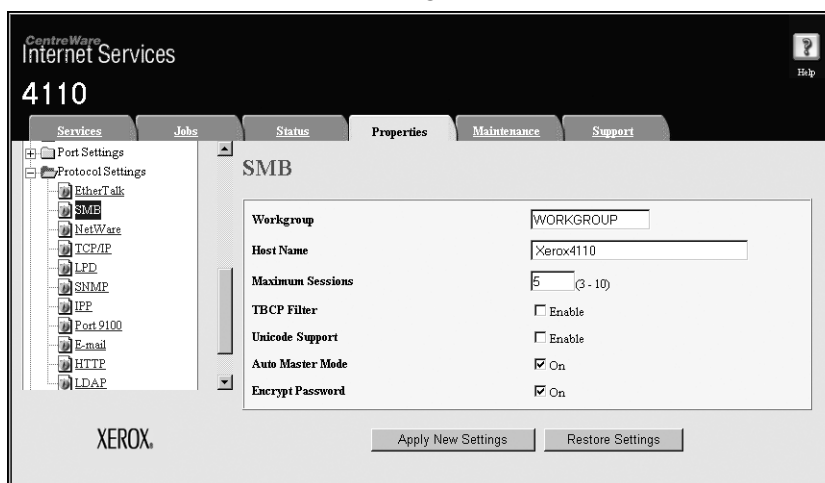 CentreWare
Internet Services
Help
4110
Services
Jobs
Status
Properties
Maintenance
Support
Port Settings
Protocol Settings
EtherTalk
SMB
NetWare
TCP/IP
LPD
SNMP
IPP
Port 9100
E-mail
HTTP
LDAP
SMB
Workgroup WORKGROUP
Host Name Xerox4110
Maximum Sessions 5 (3 - 10)
TBCP Filter Enable
Unicode Support Enable
Auto Master Mode On
Encrypt Password On
XEROX®
Apply New Settings
Restore Settings